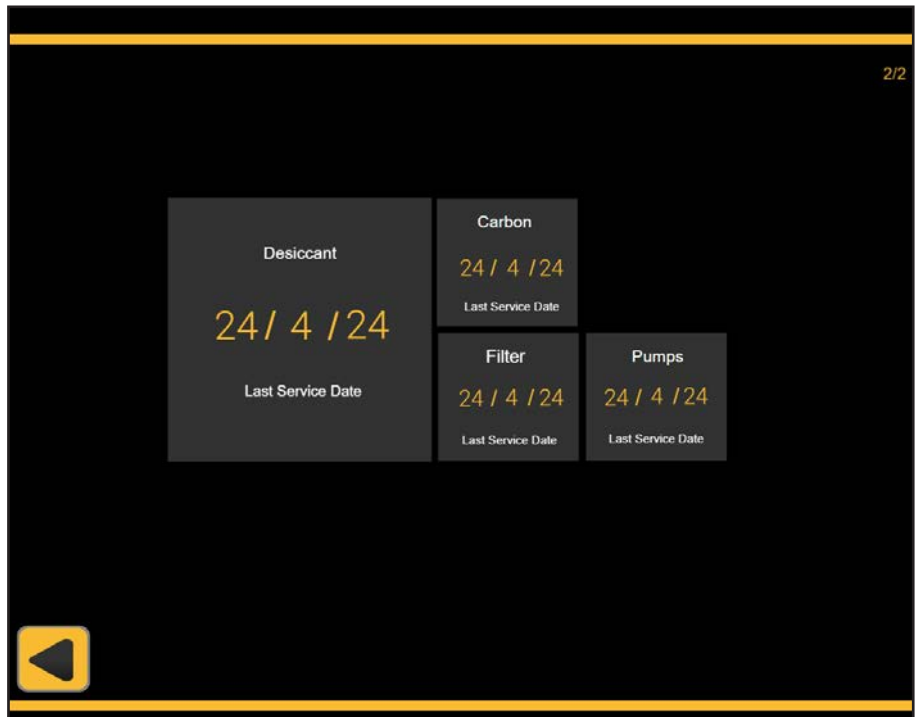 2/2
Desiccant
24/ 4 /24
Last Service Date
Carbon
24/ 4 /24
Last Service Date
Filter
24 / 4 /24
Last Service Date
Pumps
24 / 4 /24
Last Service Date